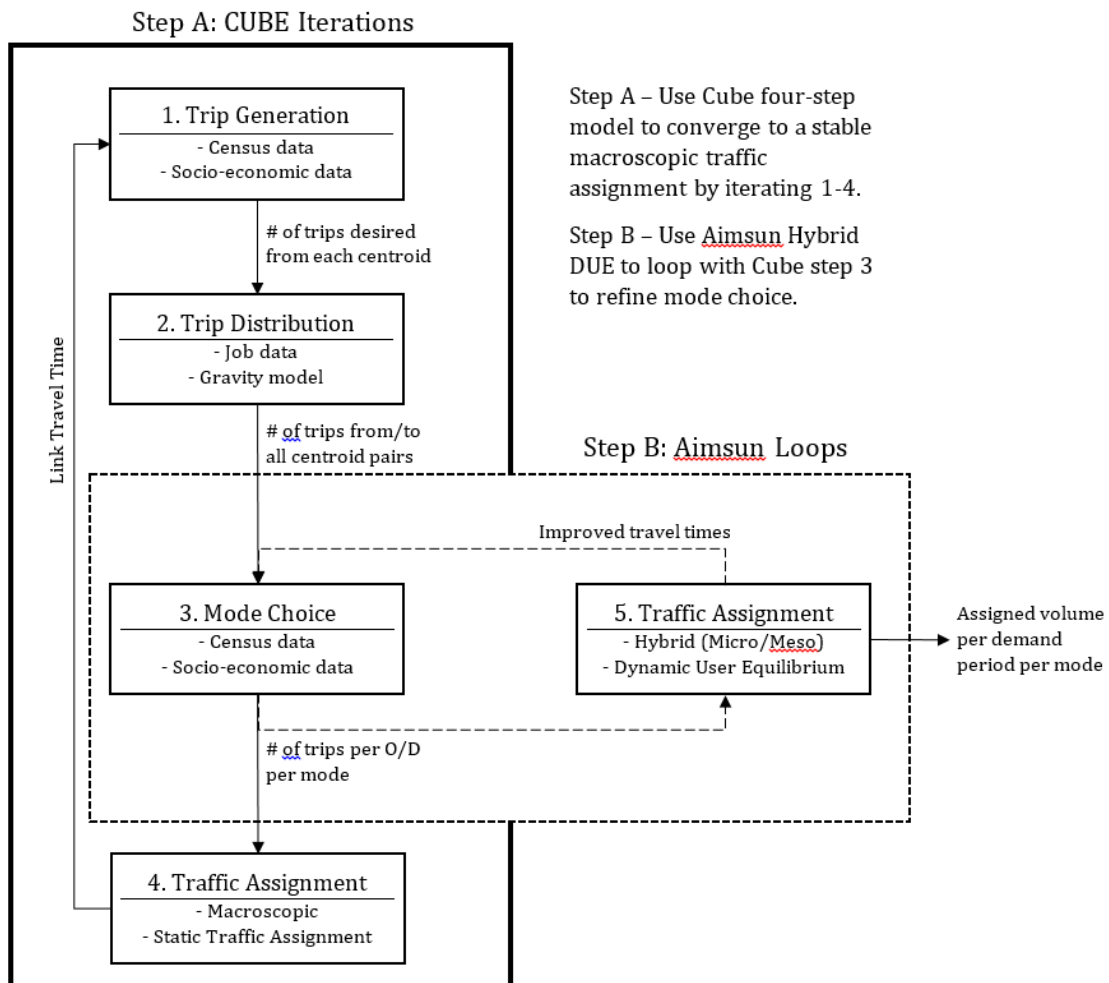 Step A: CUBE Iterations
1. Trip Generation
- Census data
- Socio-economic data
# of trips desired
from each centroid
2. Trip Distribution
- Job data
- Gravity model
# of trips from/to
all centroid pairs
Link Travel Time
Step A – Use Cube four-step
model to converge to a stable
macroscopic traffic
assignment by iterating 1-4.
Step B – Use Aimsun Hybrid
DUE to loop with Cube step 3
to refine mode choice.
Step B: Aimsun Loops
Improved travel times
3. Mode Choice
- Census data
- Socio-economic data
5. Traffic Assignment
- Hybrid (Micro/Meso)
- Dynamic User Equilibrium
Assigned volume
per demand
period per mode
# of trips per O/D
per mode
4. Traffic Assignment
- Macroscopic
- Static Traffic Assignment